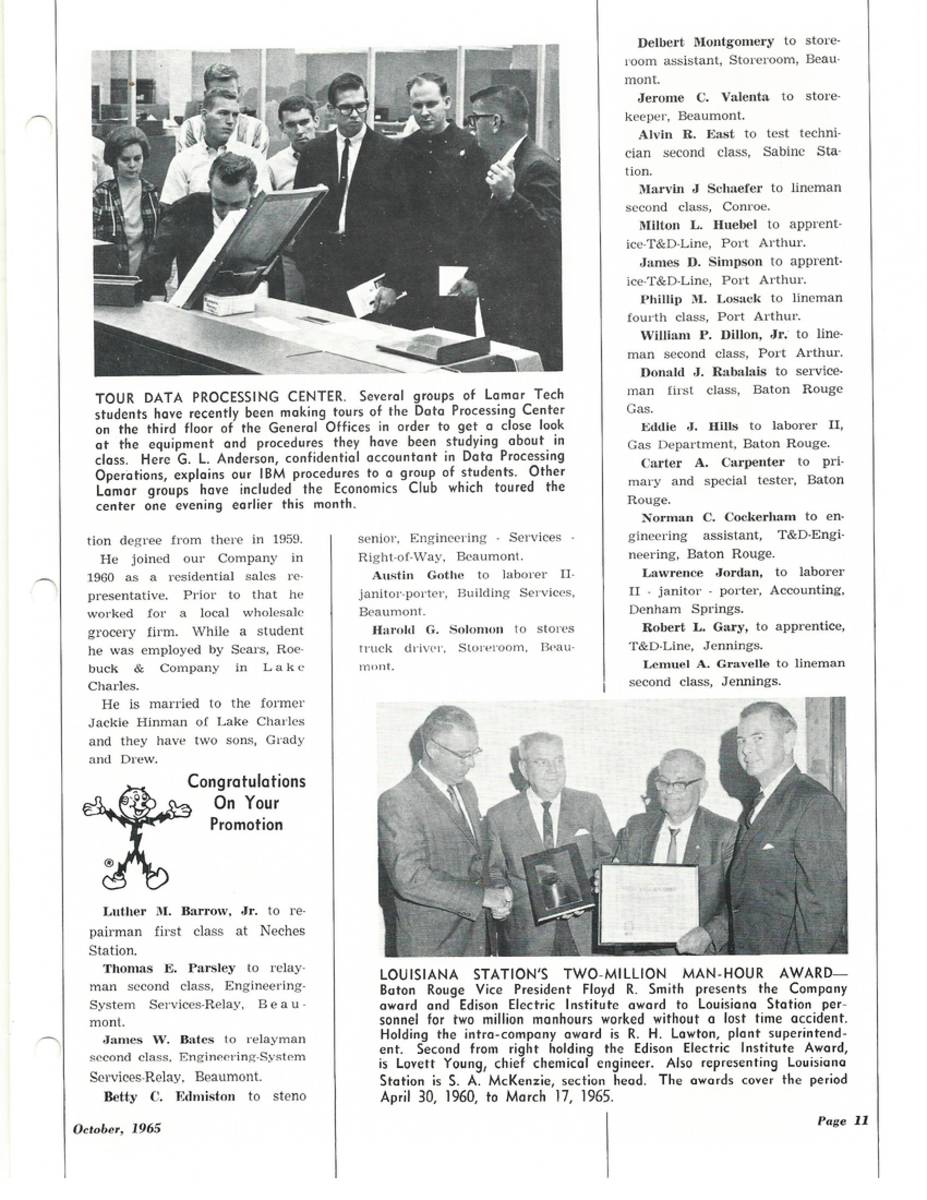 TOUR DATA PROCESSING CENTER. Several groups of Lamar Tech
students have recently been making tours of the Data Processing Center
on the third floor of the General Offices in order to get a close look
at the equipment and procedures they have been studying about in
class. Here G. L. Anderson, confidential accountant in Data Processing
Operations, explains our IBM procedures to a group of students. Other
Lamar groups have included the Economics Club which toured the
center one evening earlier this month.
tion degree from there in 1959.
He joined our Company in
1960 as a residential sales re-
presentative. Prior to that he
worked for a local wholesale
grocery firm. While a student
he was employed by Sears, Roe-
buck & Company in Lake
Charles.
He is married to the former
Jackie Hinman of Lake Charles
and they have two sons, Grady
and Drew.
Congratulations
On Your
Promotion
®
Luther M. Barrow, Jr. to re-
pairman first class at Neches
Station.
Thomas E. Parsley to relay-
man second class, Engineering-
System Services-Relay, Beau-
mont.
James W. Bates to relayman
second class, Engineering-System
Services-Relay, Beaumont.
Betty C. Edmiston to steno
senior, Engineering - Services -
Right-of-Way, Beaumont.
Austin Gothe to laborer II-
janitor-porter, Building Services,
Beaumont.
Harold G. Solomon to stores
truck driver, Storeroom, Beau-
mont.
Delbert Montgomery to store-
room assistant, Storeroom, Beau-
mont.
Jerome C. Valenta to store-
keeper, Beaumont.
Alvin R. East to test techni-
cian second class, Sabine Sta-
tion.
Marvin J Schaefer to lineman
second class, Conroe.
Milton L. Huebel to apprent-
ice-T&D-Line, Port Arthur.
James D. Simpson to apprent-
ice-T&D-Line, Port Arthur.
Phillip M. Losack to lineman
fourth class, Port Arthur.
William P. Dillon, Jr. to line-
man second class, Port Arthur.
Donald J. Rabalais to service-
man first class, Baton Rouge
Gas.
Eddie J. Hills to laborer II,
Gas Department, Baton Rouge.
Carter A. Carpenter to pri-
mary and special tester, Baton
Rouge.
Norman C. Cockerham to en-
gineering assistant, T&D-Engi-
neering, Baton Rouge.
Lawrence Jordan, to laborer
II - janitor - porter, Accounting,
Denham Springs.
Robert L. Gary, to apprentice,
T&D-Line, Jennings.
Lemuel A. Gravelle to lineman
second class, Jennings.
LOUISIANA STATION'S TWO-MILLION MAN-HOUR AWARD—
Baton Rouge Vice President Floyd R. Smith presents the Company
award and Edison Electric Institute award to Louisiana Station per-
sonnel for two million manhours worked without a lost time accident.
Holding the intra-company award is R. H. Lawton, plant superintend-
ent. Second from right holding the Edison Electric Institute Award,
is Lovett Young, chief chemical engineer. Also representing Louisiana
Station is S. A. McKenzie, section head. The awards cover the period
April 30, 1960, to March 17, 1965.
October, 1965
Page 11